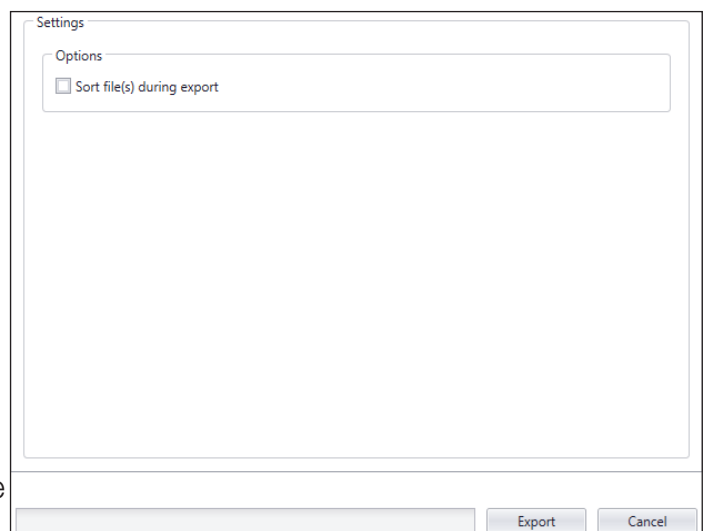 Settings
Options
Sort file(s) during export
e
Export Cancel